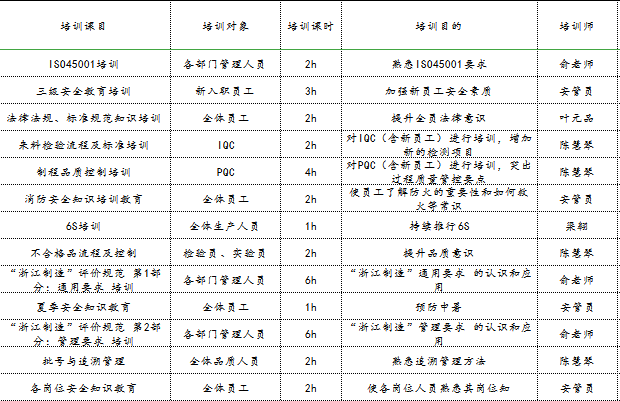 培训课目 培训对象 培训课时 培训目的 培训师
ISO45001培训 各部门管理人员 2h 熟悉ISO45001要求 俞老师
三级安全教育培训 新入职员工 3h 加强新员工安全素质 安管员
法律法规、标准规范知识培训 全体员工 2h 提升全员法律意识 叶元品
来料检验流程及标准培训 IQC 2h 对IQC（含新员工）进行培训，增加
新的检测项目 陈慧琴
制程品质控制培训 PQC 4h 对PQC（含新员工）进行培训，突出
过程质量管控要点 陈慧琴
消防安全知识培训教育 全体员工 2h 使员工了解防火的重要性和如何救
火等常识 安管员
6S培训 全体生产人员 1h 持续推行6S 梁翱
不合格品流程及控制 检验员、实验员 2h 提升品质意识 陈慧琴
“浙江制造”评价规范 第1部
分：通用要求 培训 各部门管理人员 6h “浙江制造”通用要求 的认识和应
用 俞老师
夏季安全知识教育 全体员工 1h 预防中暑 安管员
“浙江制造”评价规范 第2部
分：管理要求 培训 各部门管理人员 6h “浙江制造”管理要求 的认识和应
用 俞老师
批号与追溯管理 全体品质人员 2h 熟悉追溯管理方法 陈慧琴
各岗位安全知识教育 全体员工 2h 使各岗位人员熟悉其岗位知 安管员